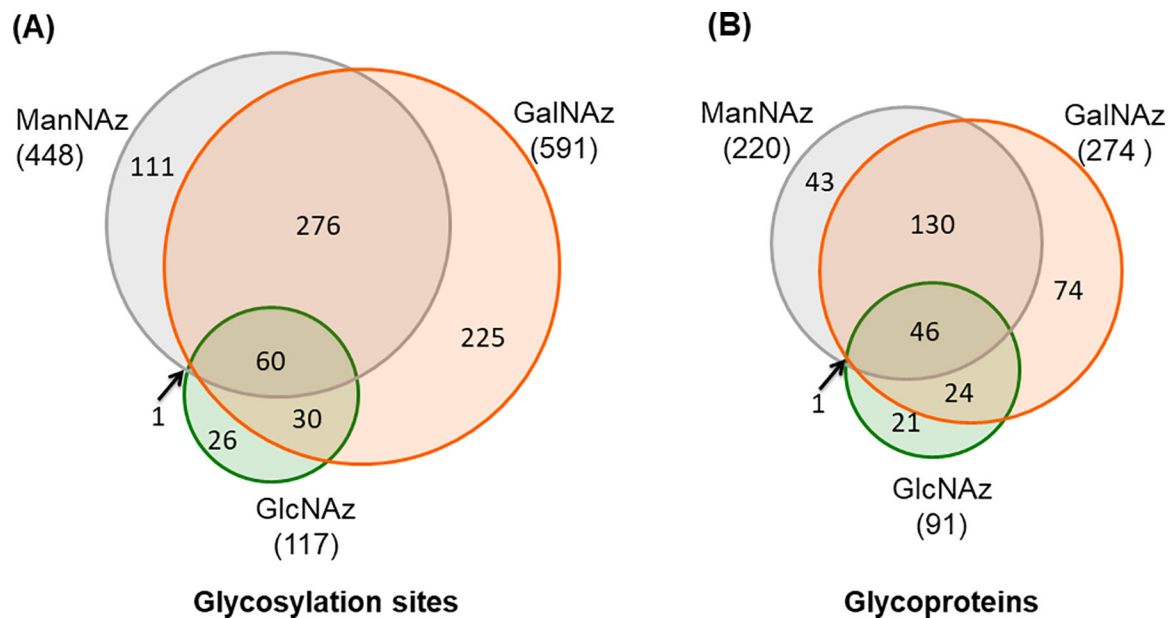 (A)
ManNAz
(448)
GalNAz
(591)
111
276
225
60
30
1
26
GlcNAz
(117)
Glycosylation sites
(B)
ManNAz
(220)
GalNAz
(274 )
43
130
74
46
24
1
21
GlcNAz
(91)
Glycoproteins